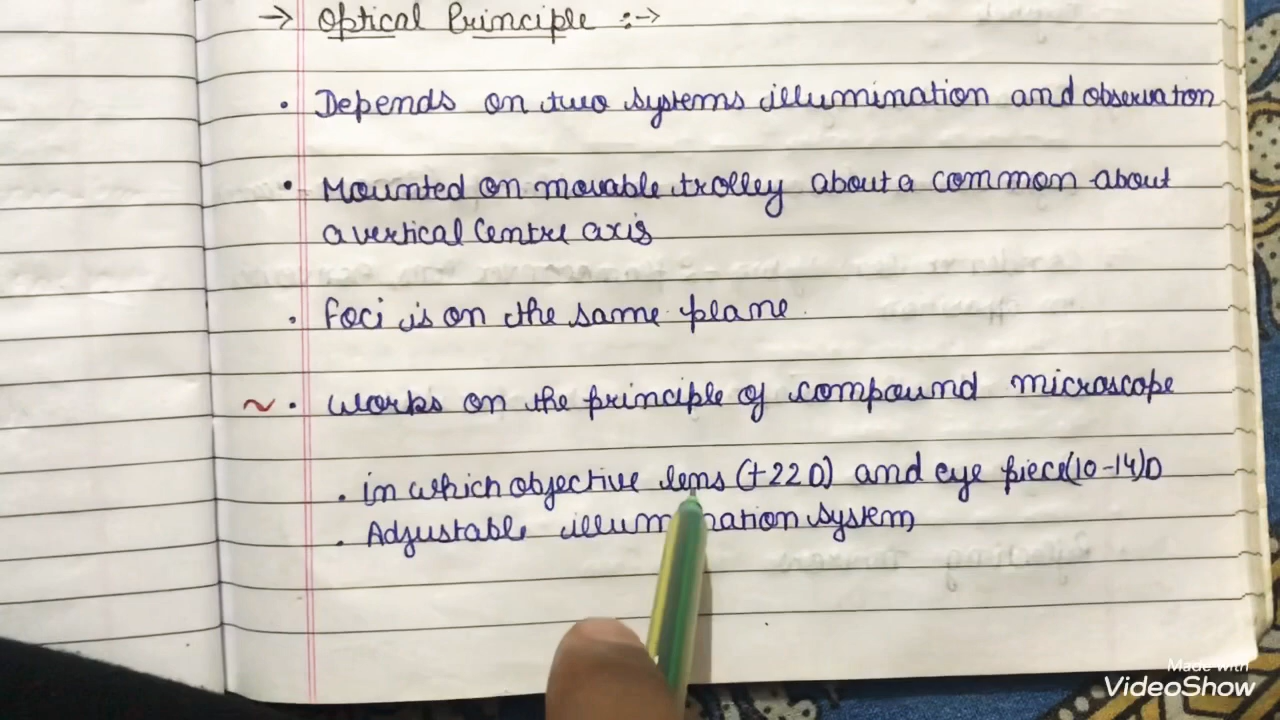 → Optical Principle :->
• Depends on two systems illumination and observation
• Mounted on movable trolley about a common about
a vertical Centre axis
• foci is on the same plane.
~ • works on the principle of compound microscope
• in which objective lens (+22D) and eye piece(10-14)D
• Adjustable illumination system
Made with
VideoShow